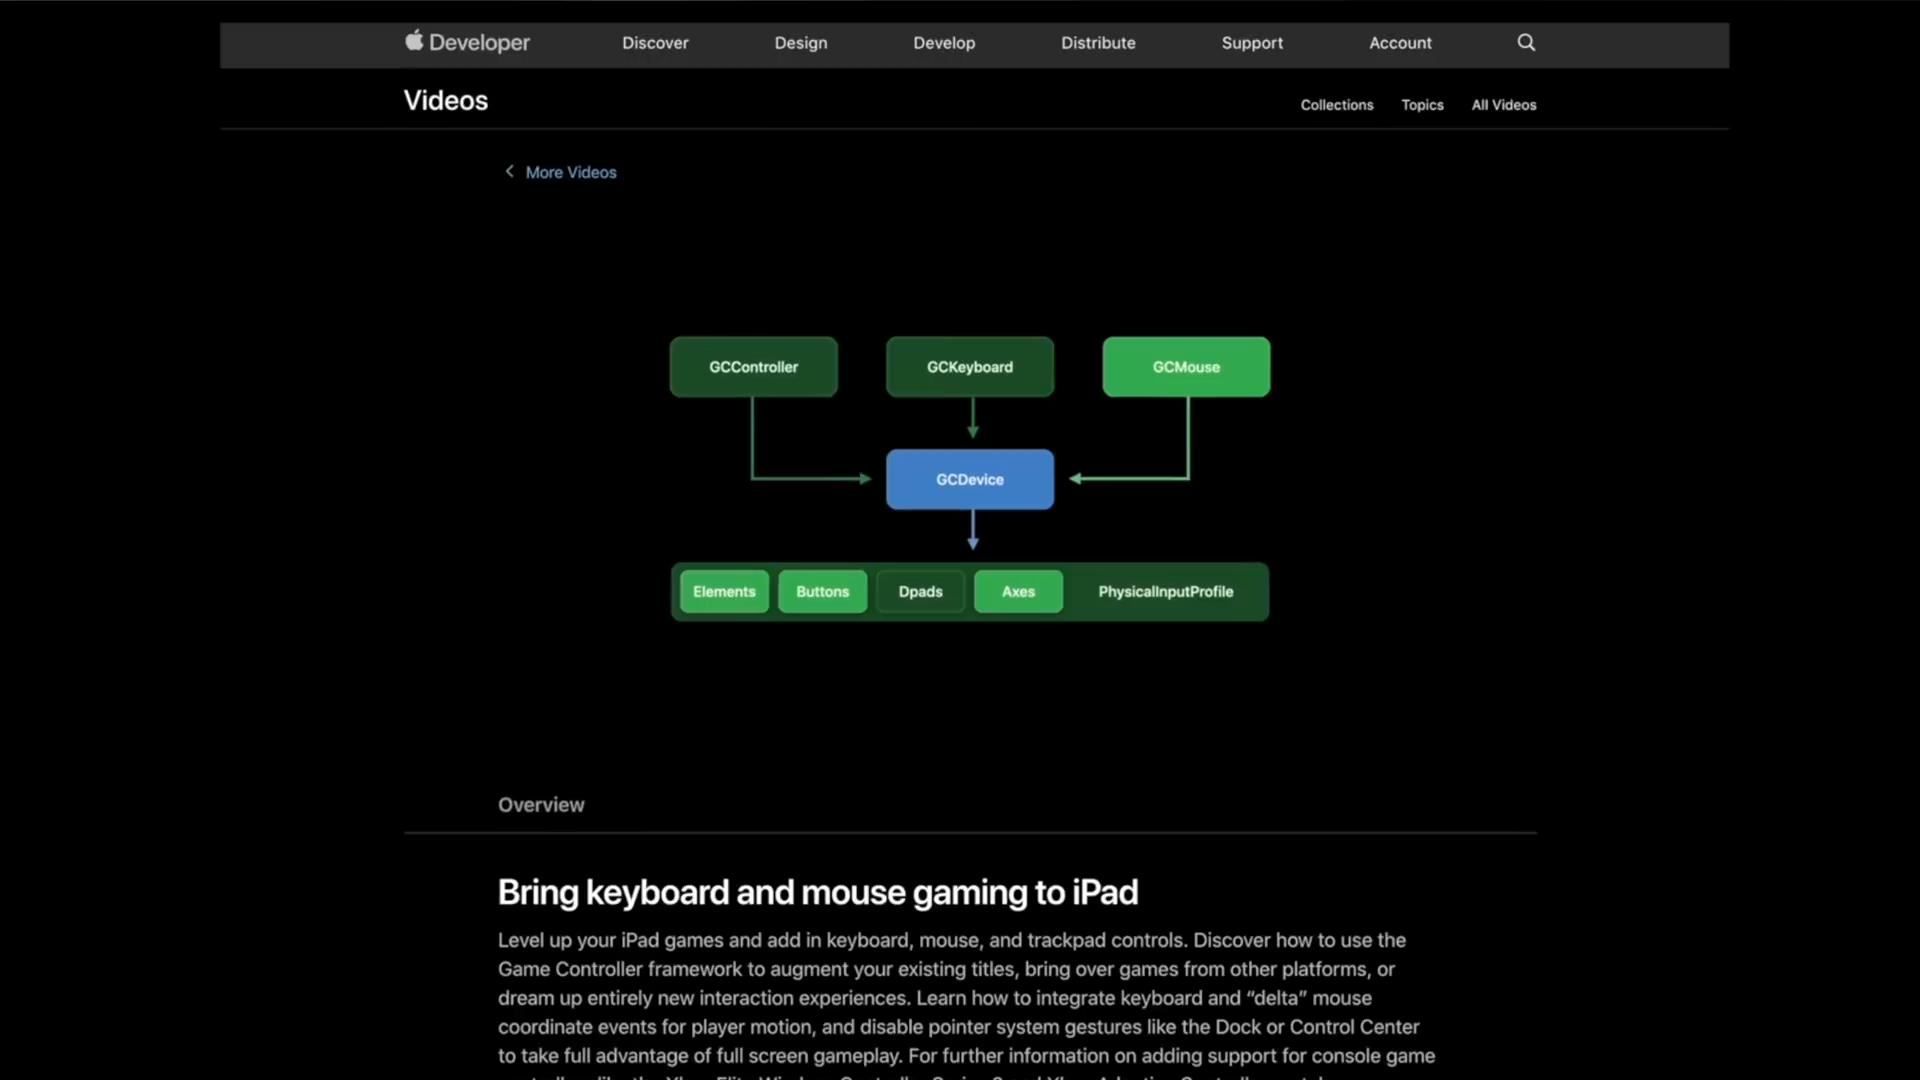 Developer Discover Design Develop Distribute Support Account
Videos
Collections Topics All Videos
More Videos
GCController GCKeyboard GCMouse
GCDevice
Elements Buttons Dpads Axes PhysicalInputProfile
Overview
Bring keyboard and mouse gaming to iPad
Level up your iPad games and add in keyboard, mouse, and trackpad controls. Discover how to use the
Game Controller framework to augment your existing titles, bring over games from other platforms, or
dream up entirely new interaction experiences. Learn how to integrate keyboard and “delta” mouse
coordinate events for player motion, and disable pointer system gestures like the Dock or Control Center
to take full advantage of full screen gameplay. For further information on adding support for console game